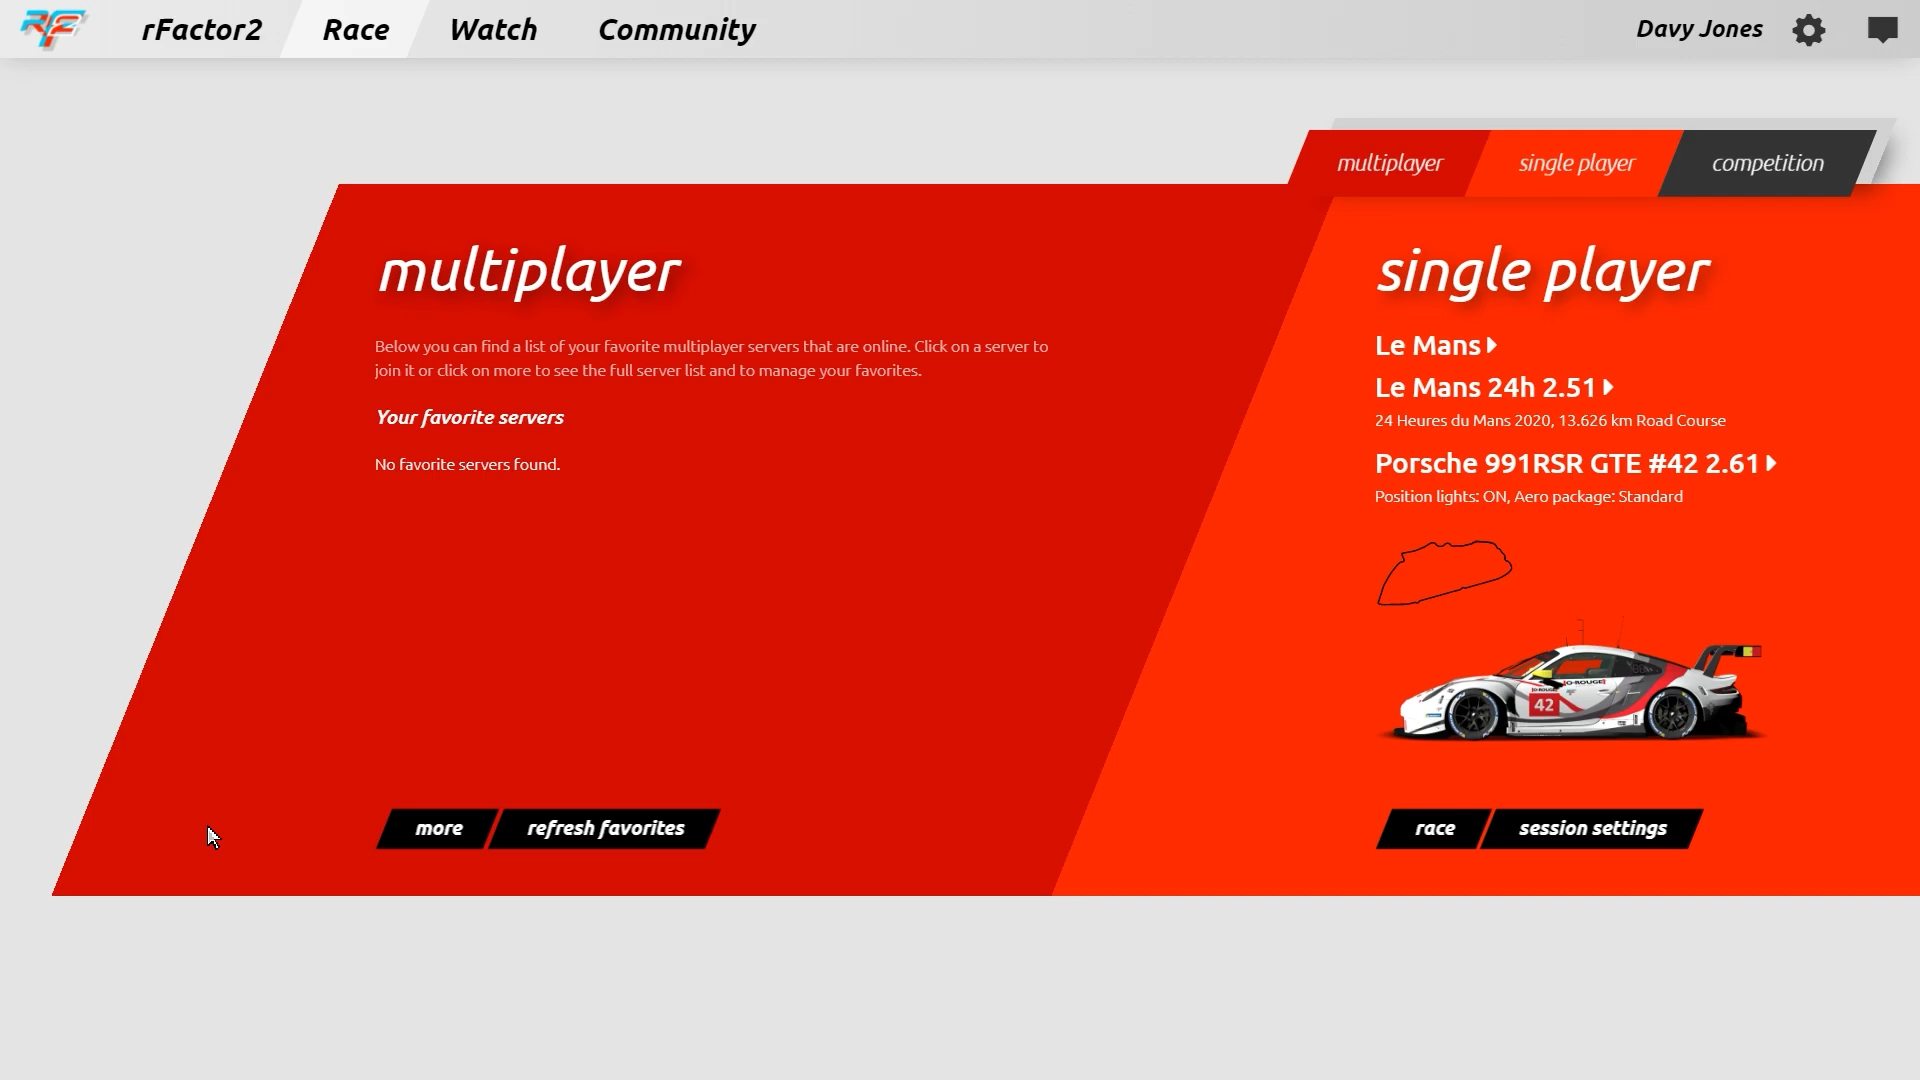 rFactor2 Race Watch Community Davy Jones
multiplayer single player competition
multiplayer
Below you can find a list of your favorite multiplayer servers that are online. Click on a server to
join it or click on more to see the full server list and to manage your favorites.
Your favorite servers
No favorite servers found.
more refresh favorites
single player
Le Mans
Le Mans 24h 2.51
24 Heures du Mans 2020, 13.626 km Road Course
Porsche 991RSR GTE #42 2.61
Position lights: ON, Aero package: Standard
42
race session settings